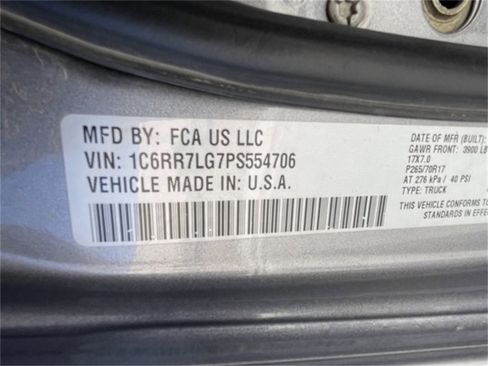 MFD BY: FCA US LLC
VIN: 1C6RR7LG7PS554706
VEHICLE MADE IN: U.S.A.
DATE OF MFR (BUILT):
GAWR FRONT: 3900 LB
17X7.0
P265/70R17
AT 276 kPa / 40 PSI
TYPE: TRUCK
THIS VEHICLE CONFORMS TO
STANDARDS IN EFFE